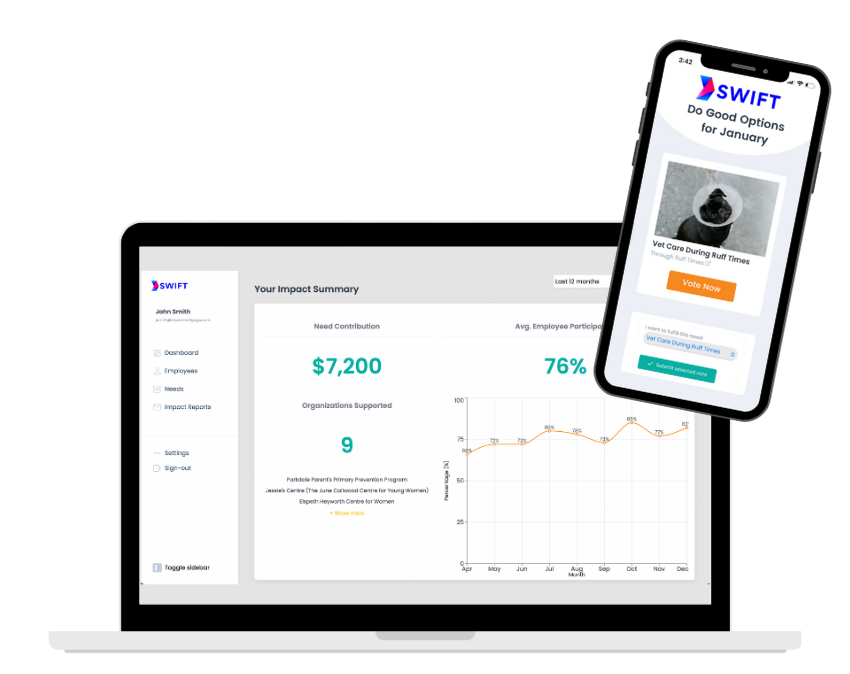 3:42
SWIFT
Do Good Options
for January
Vet Care During Ruff Times
Through Ruff Times
Vote Now
I want to fulfill this need:
Vet Care During Ruff Times
Submit selected vote
SWIFT
John Smith
Dashboard
Employees
Needs
Impact Reports
Settings
Sign-out
Toggle sidebar
Your Impact Summary
Last 12 months
Need Contribution
$7,200
Organizations Supported
9
Parkdale Parent's Primary Prevention Program
Jessie's Centre (The June Callwood Centre for Young Women)
Elspeth Heyworth Centre for Women
+ Show more
Avg. Employee Participa
76%
Percentage (%)
100
75
50
25
0
66%
72%
72%
80%
78%
73%
85%
77%
82
Apr
May
Jun
Jul
Aug
Sep
Oct
Nov
Dec
Month